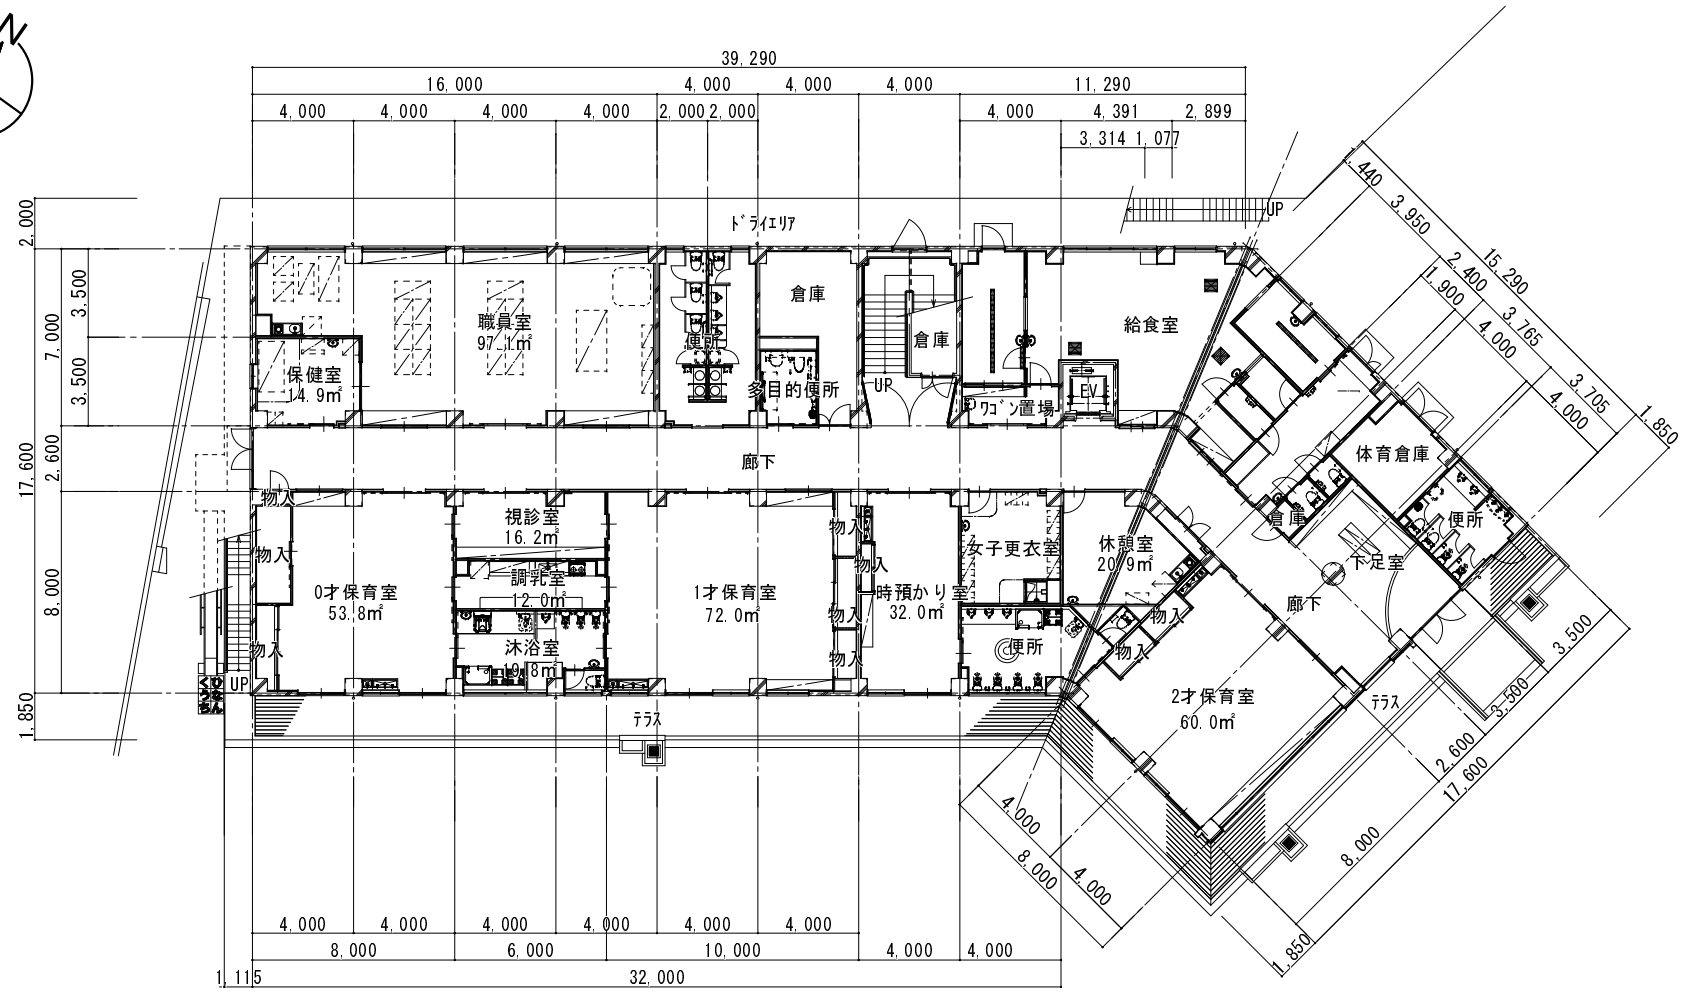 N
39,290
16,000
4,000
4,000
4,000
11,290
4,000
4,000
4,000
4,000
2,000
2,000
4,000
4,391
2,899
3,314
1,077
2,000
3,500
7,000
3,500
17,600
2,600
8,000
1,850
ドライエリア
UP
1,440
3,950
15,290
2,400
1,900
3,765
4,000
3,705
4,000
1,850
職員室
97.1㎡
保健室
14.9㎡
便所
倉庫
多目的便所
倉庫
UP
給食室
EV
ワゴン置場
廊下
体育倉庫
便所
倉庫
下足室
廊下
物入
物入
物入
0才保育室
53.8㎡
視診室
16.2㎡
調乳室
12.0㎡
沐浴室
19.8㎡
1才保育室
72.0㎡
物入
物入
物入
物入
時預かり室
32.0㎡
女子更衣室
便所
休憩室
20.9㎡
物入
物入
2才保育室
60.0㎡
テラス
テラス
UP
ひなん
くうち
3,500
3,500
2,600
17,600
8,000
1,850
4,000
8,000
4,000
4,000
4,000
4,000
4,000
4,000
4,000
8,000
6,000
10,000
4,000
4,000
1,115
32,000